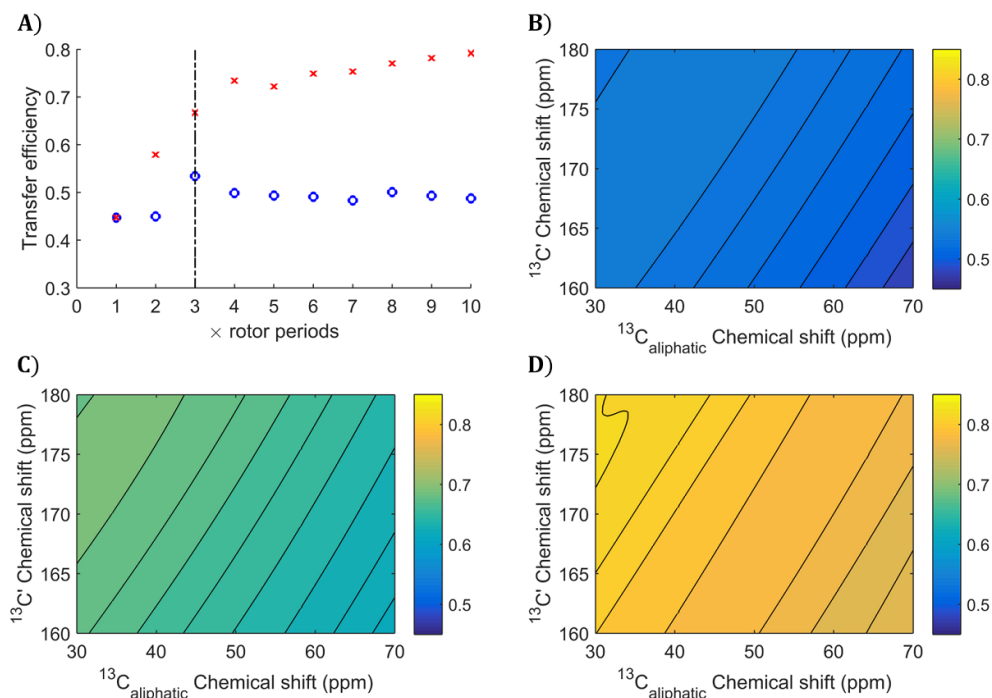 A)
Transfer efficiency
0.8
0.7
0.6
0.5
0.4
0.3
0 1 2 3 4 5 6 7 8 9 10
× rotor periods
B)
¹³C' Chemical shift (ppm)
180
175
170
165
160
30 40 50 60 70
¹³C_aliphatic Chemical shift (ppm)
0.8
0.7
0.6
0.5
C)
¹³C' Chemical shift (ppm)
180
175
170
165
160
30 40 50 60 70
¹³C_aliphatic Chemical shift (ppm)
0.8
0.7
0.6
0.5
D)
¹³C' Chemical shift (ppm)
180
175
170
165
160
30 40 50 60 70
¹³C_aliphatic Chemical shift (ppm)
0.8
0.7
0.6
0.5